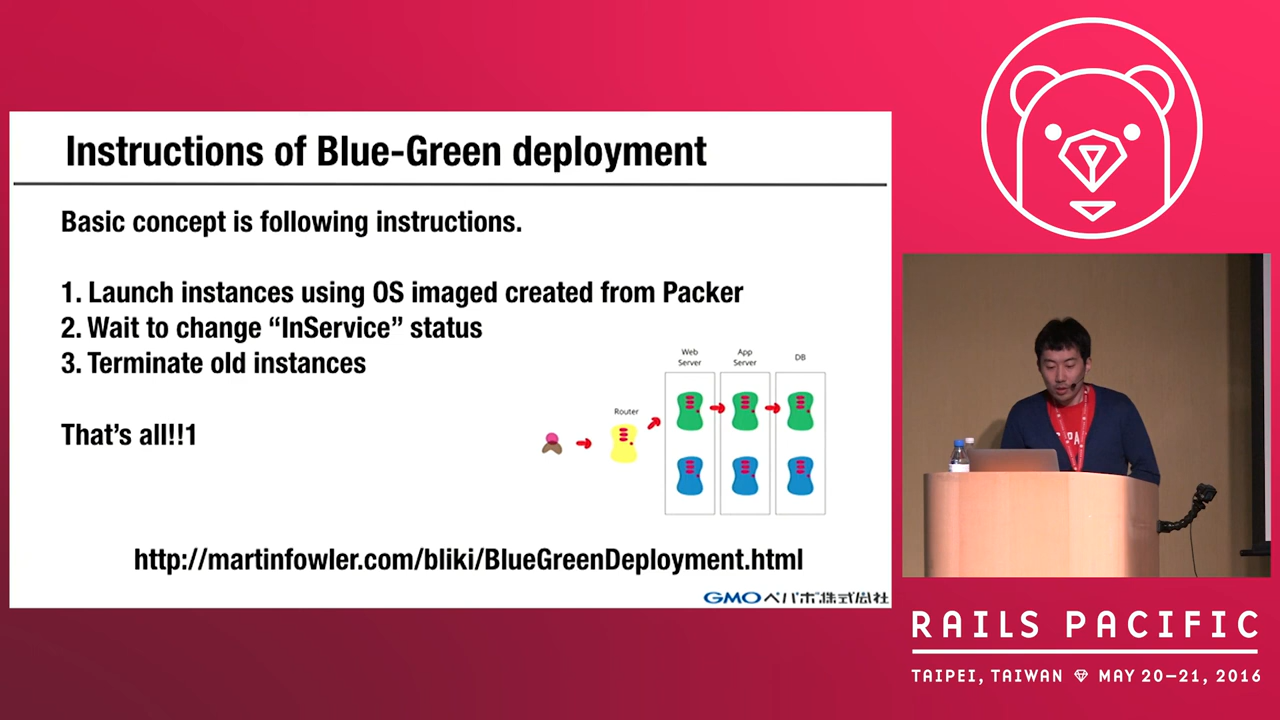 Instructions of Blue-Green deployment
Basic concept is following instructions.
1. Launch instances using OS imaged created from Packer
2. Wait to change “InService” status
3. Terminate old instances
That’s all!!1
Web
Server
App
Server
DB
Router
http://martinfowler.com/bliki/BlueGreenDeployment.html
GMOペパボ株式会社
RAILS PACIFIC
TAIPEI, TAIWAN MAY 20–21, 2016